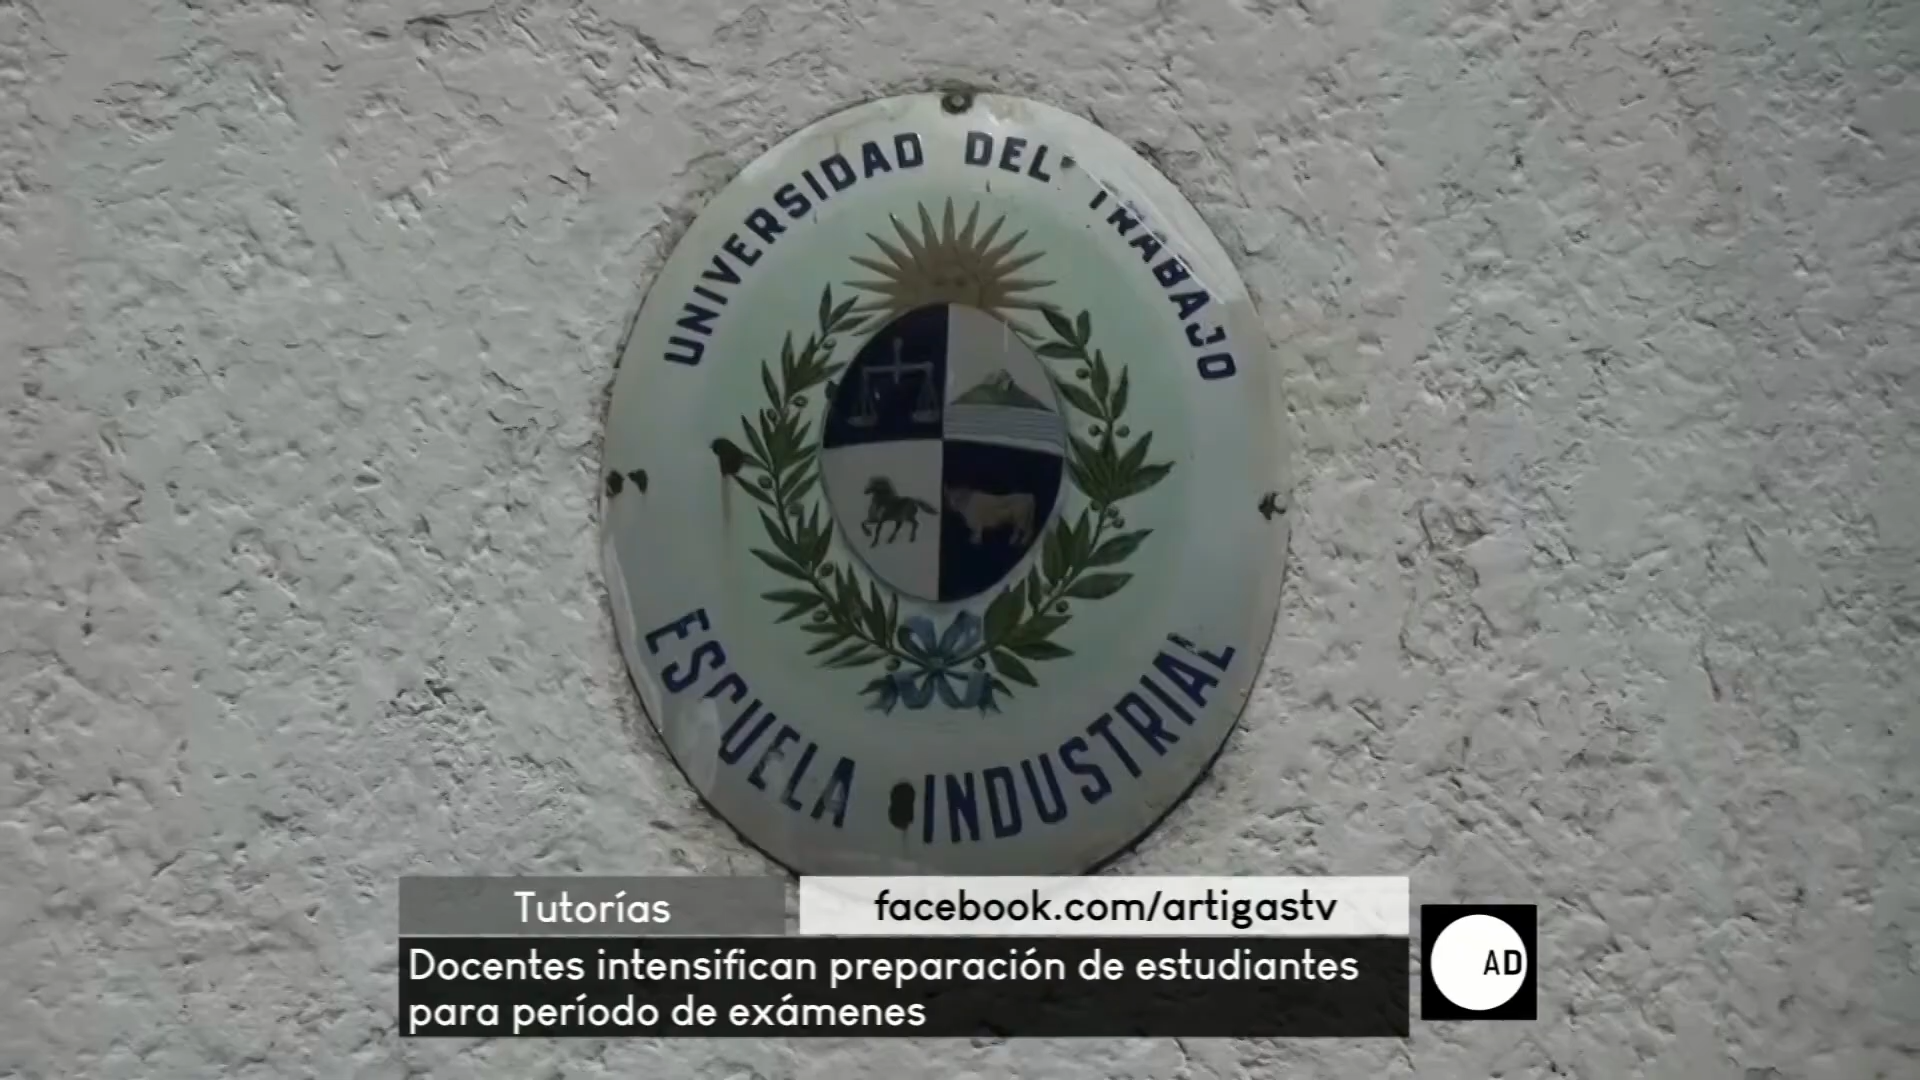 UNIVERSIDAD DEL TRABAJO
ESCUELA INDUSTRIAL
Tutorías
facebook.com/artigastv
Docentes intensifican preparación de estudiantes
para período de exámenes
AD